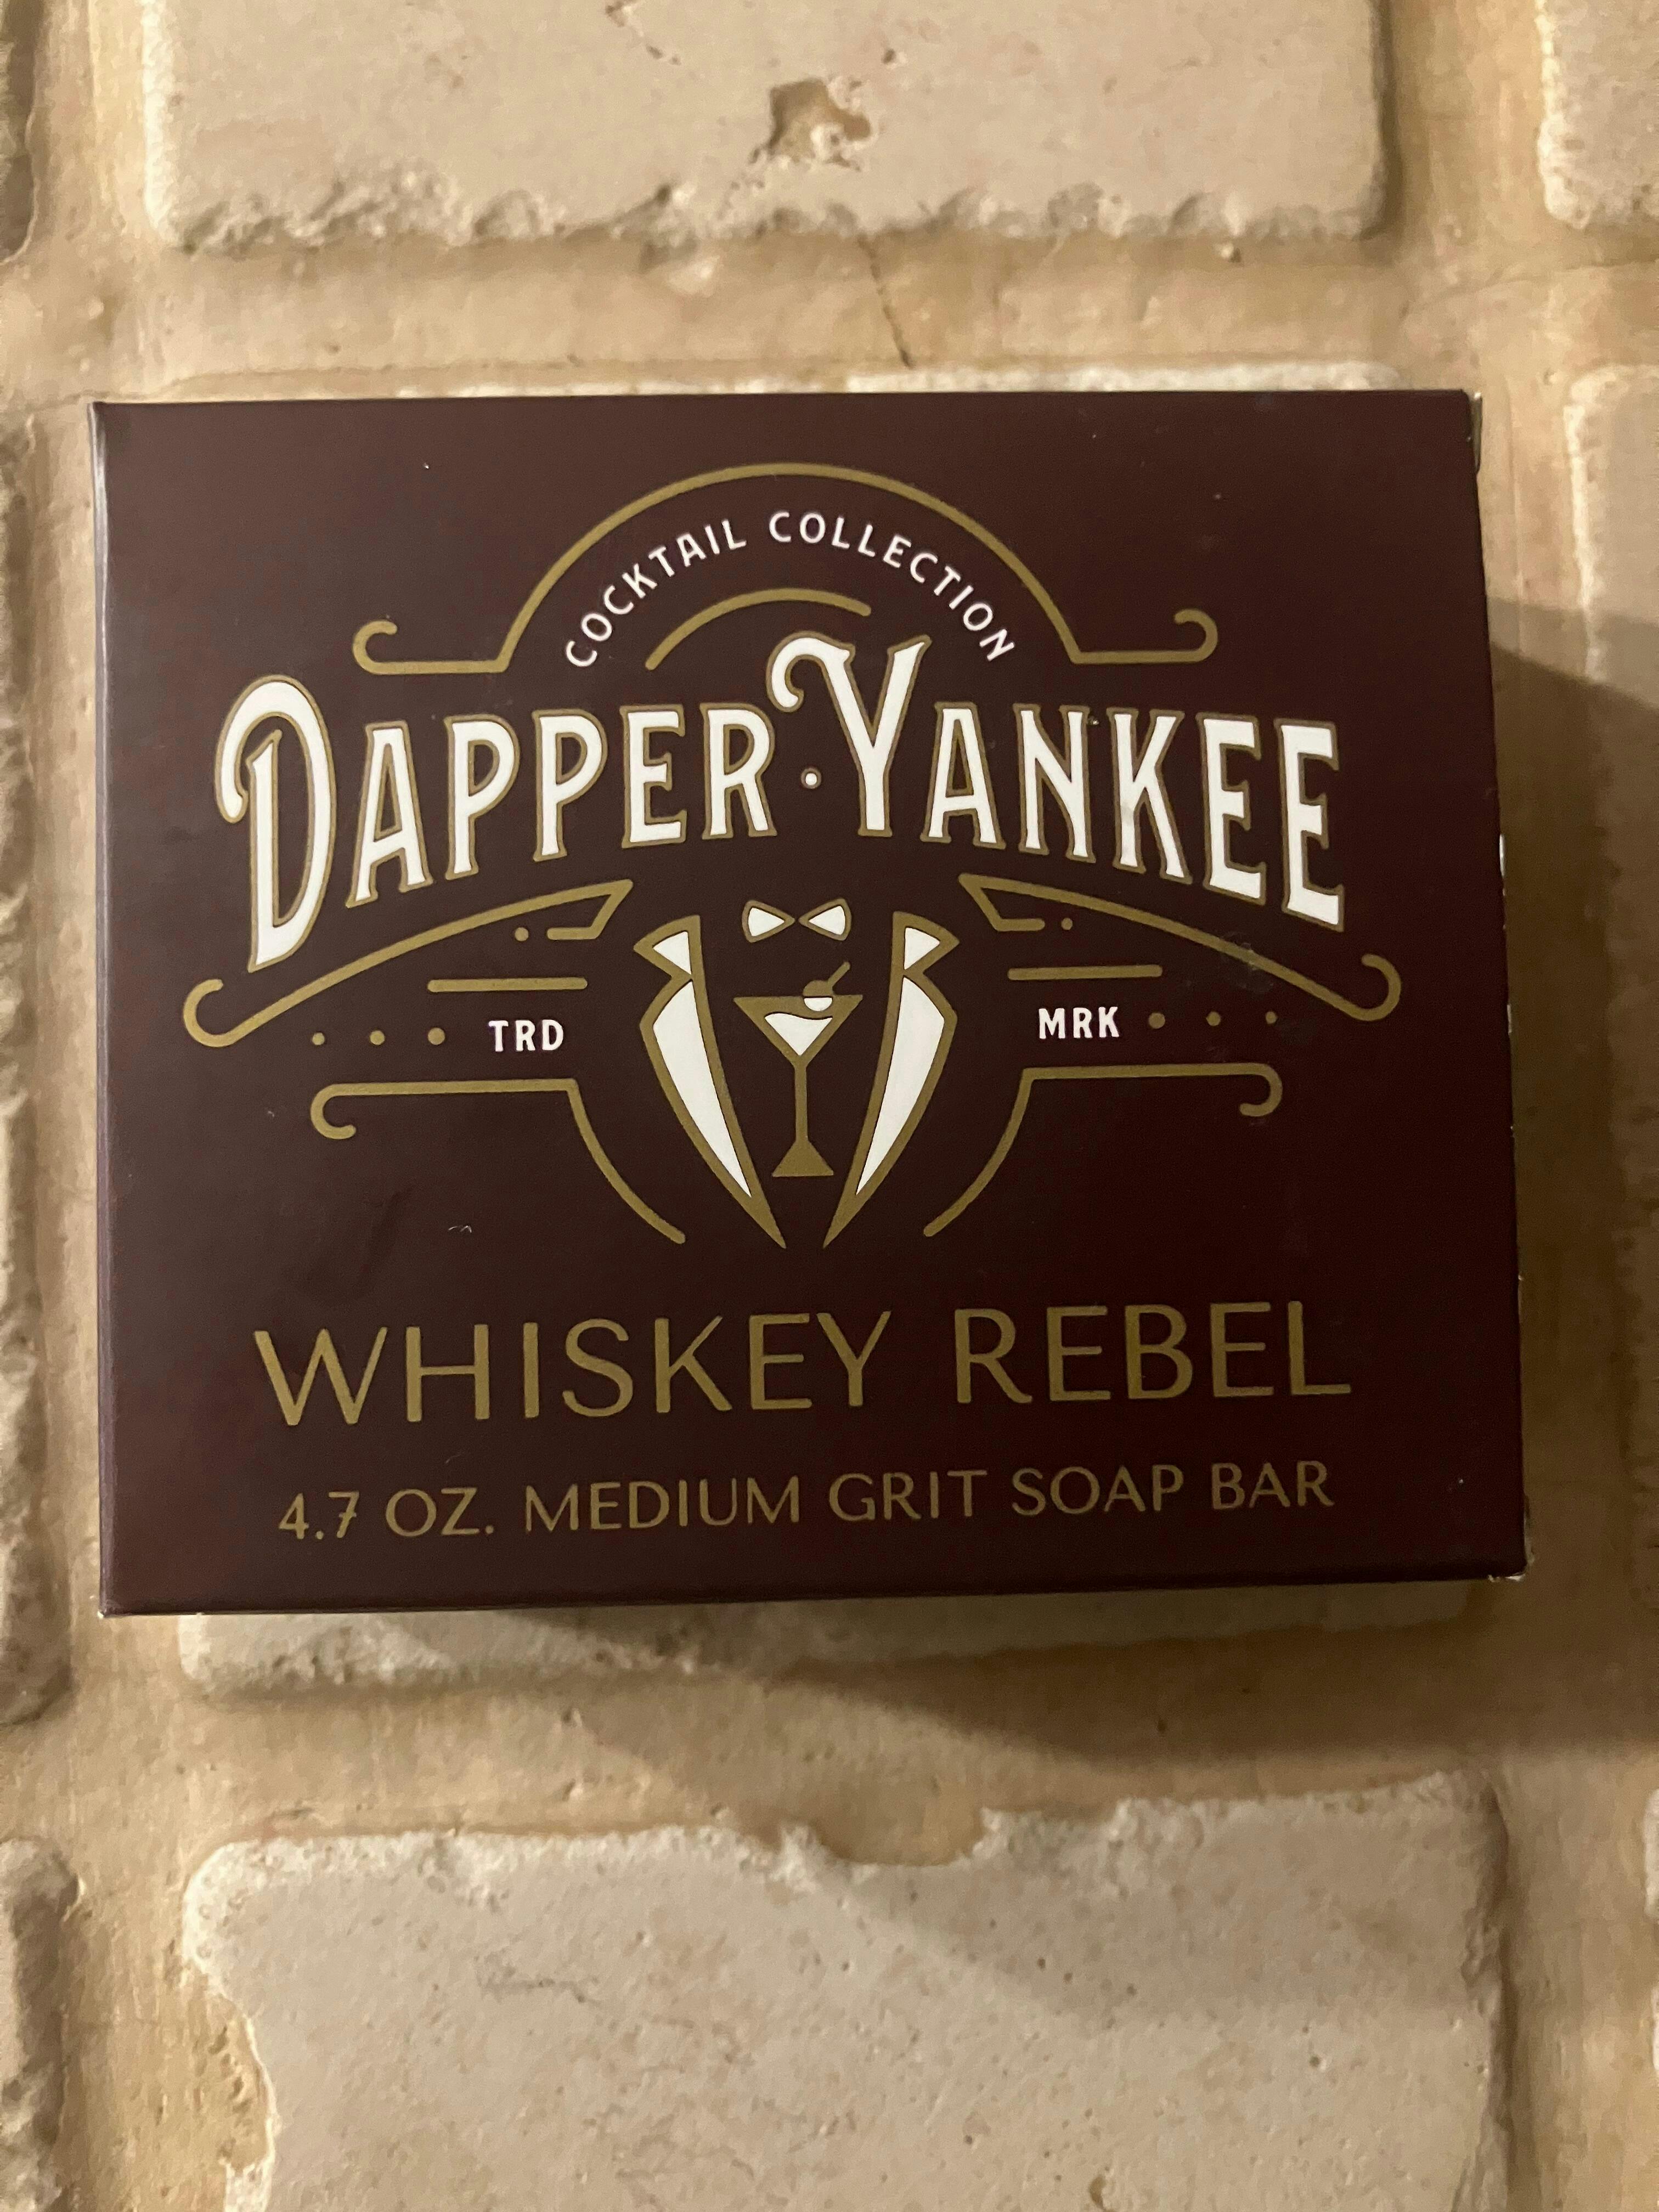 COCKTAIL COLLECTION
DAPPER · YANKEE
TRD MRK
WHISKEY REBEL
4.7 OZ. MEDIUM GRIT SOAP BAR